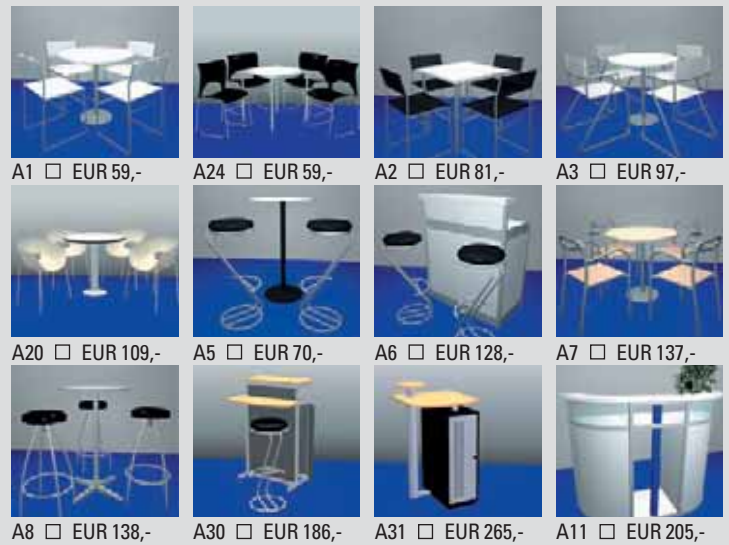 A1 ☐ EUR 59,-
A24 ☐ EUR 59,-
A2 ☐ EUR 81,-
A3 ☐ EUR 97,-
A20 ☐ EUR 109,-
A5 ☐ EUR 70,-
A6 ☐ EUR 128,-
A7 ☐ EUR 137,-
A8 ☐ EUR 138,-
A30 ☐ EUR 186,-
A31 ☐ EUR 265,-
A11 ☐ EUR 205,-